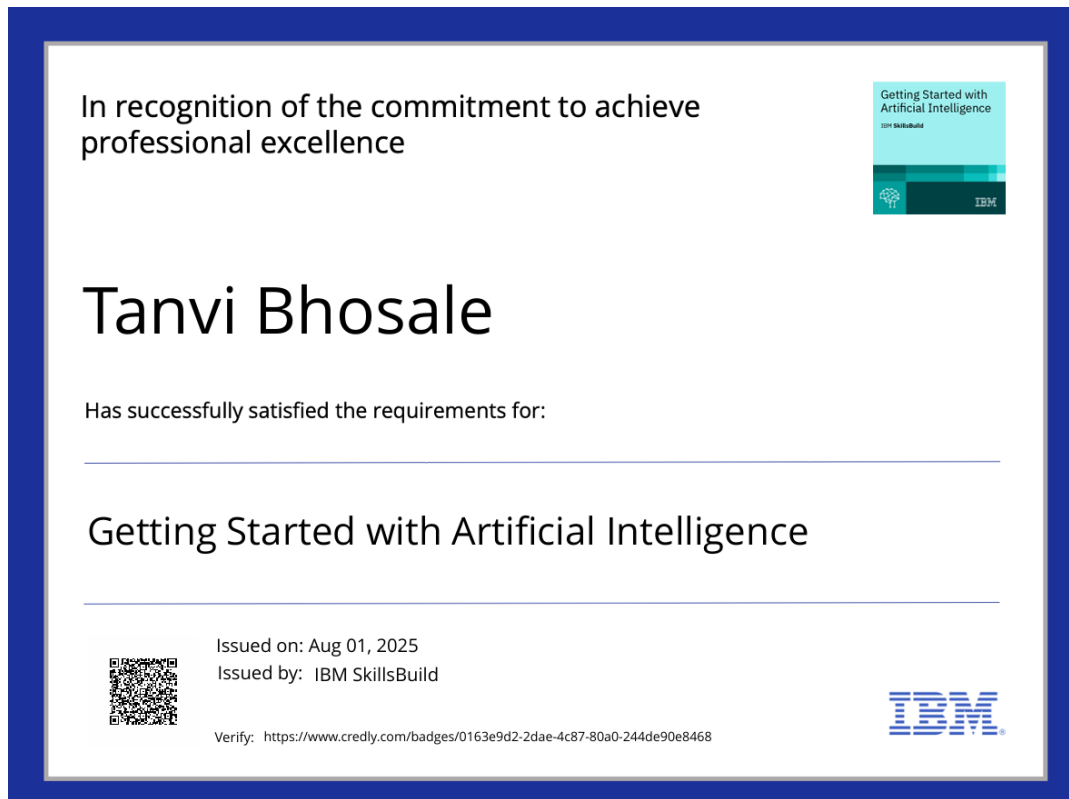 In recognition of the commitment to achieve
professional excellence
Getting Started with
Artificial Intelligence
IBM SkillsBuild
IBM
Tanvi Bhosale
Has successfully satisfied the requirements for:
Getting Started with Artificial Intelligence
Issued on: Aug 01, 2025
Issued by: IBM SkillsBuild
Verify: https://www.credly.com/badges/0163e9d2-2dae-4c87-80a0-244de90e8468
IBM®